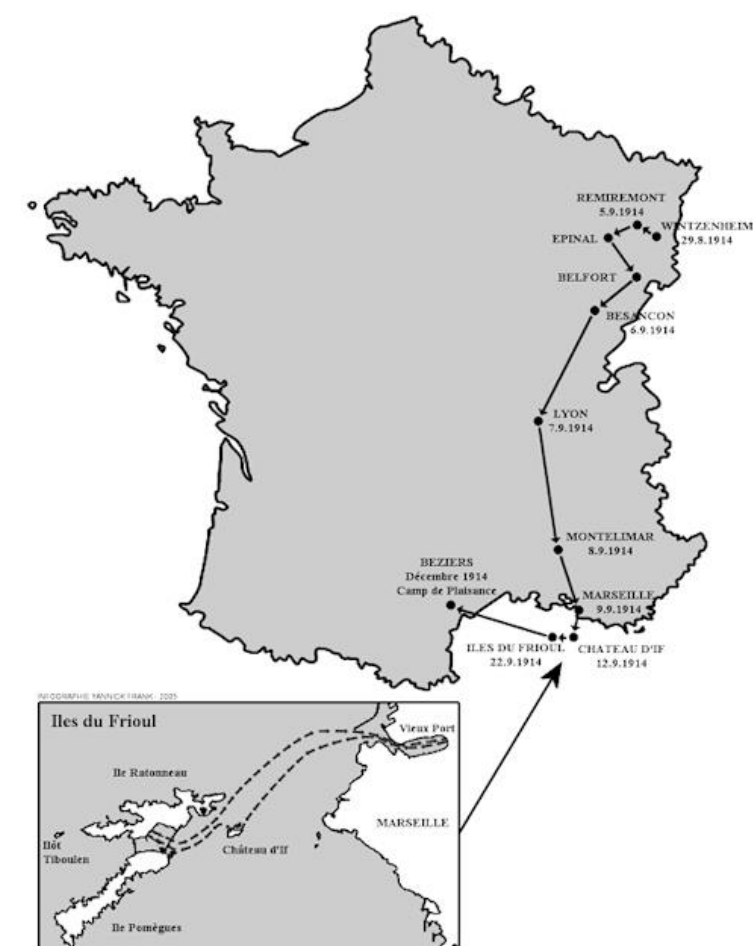 REMIREMONT
5.9.1914
WINTZENHEIM
29.8.1914
EPINAL
BELFORT
BESANCON
6.9.1914
LYON
7.9.1914
MONTELIMAR
8.9.1914
BEZIERS
Décembre 1914
Camp de Plaisance
MARSEILLE
9.9.1914
ILES DU FRIOUL
22.9.1914
CHATEAU D'IF
12.9.1914
INFOGRAPHIE YANNICK FRANK - 2005
Iles du Frioul
Vieux Port
Ile Ratonneau
MARSEILLE
Ilôt
Tiboulen
Château d'If
Ile Pomègues